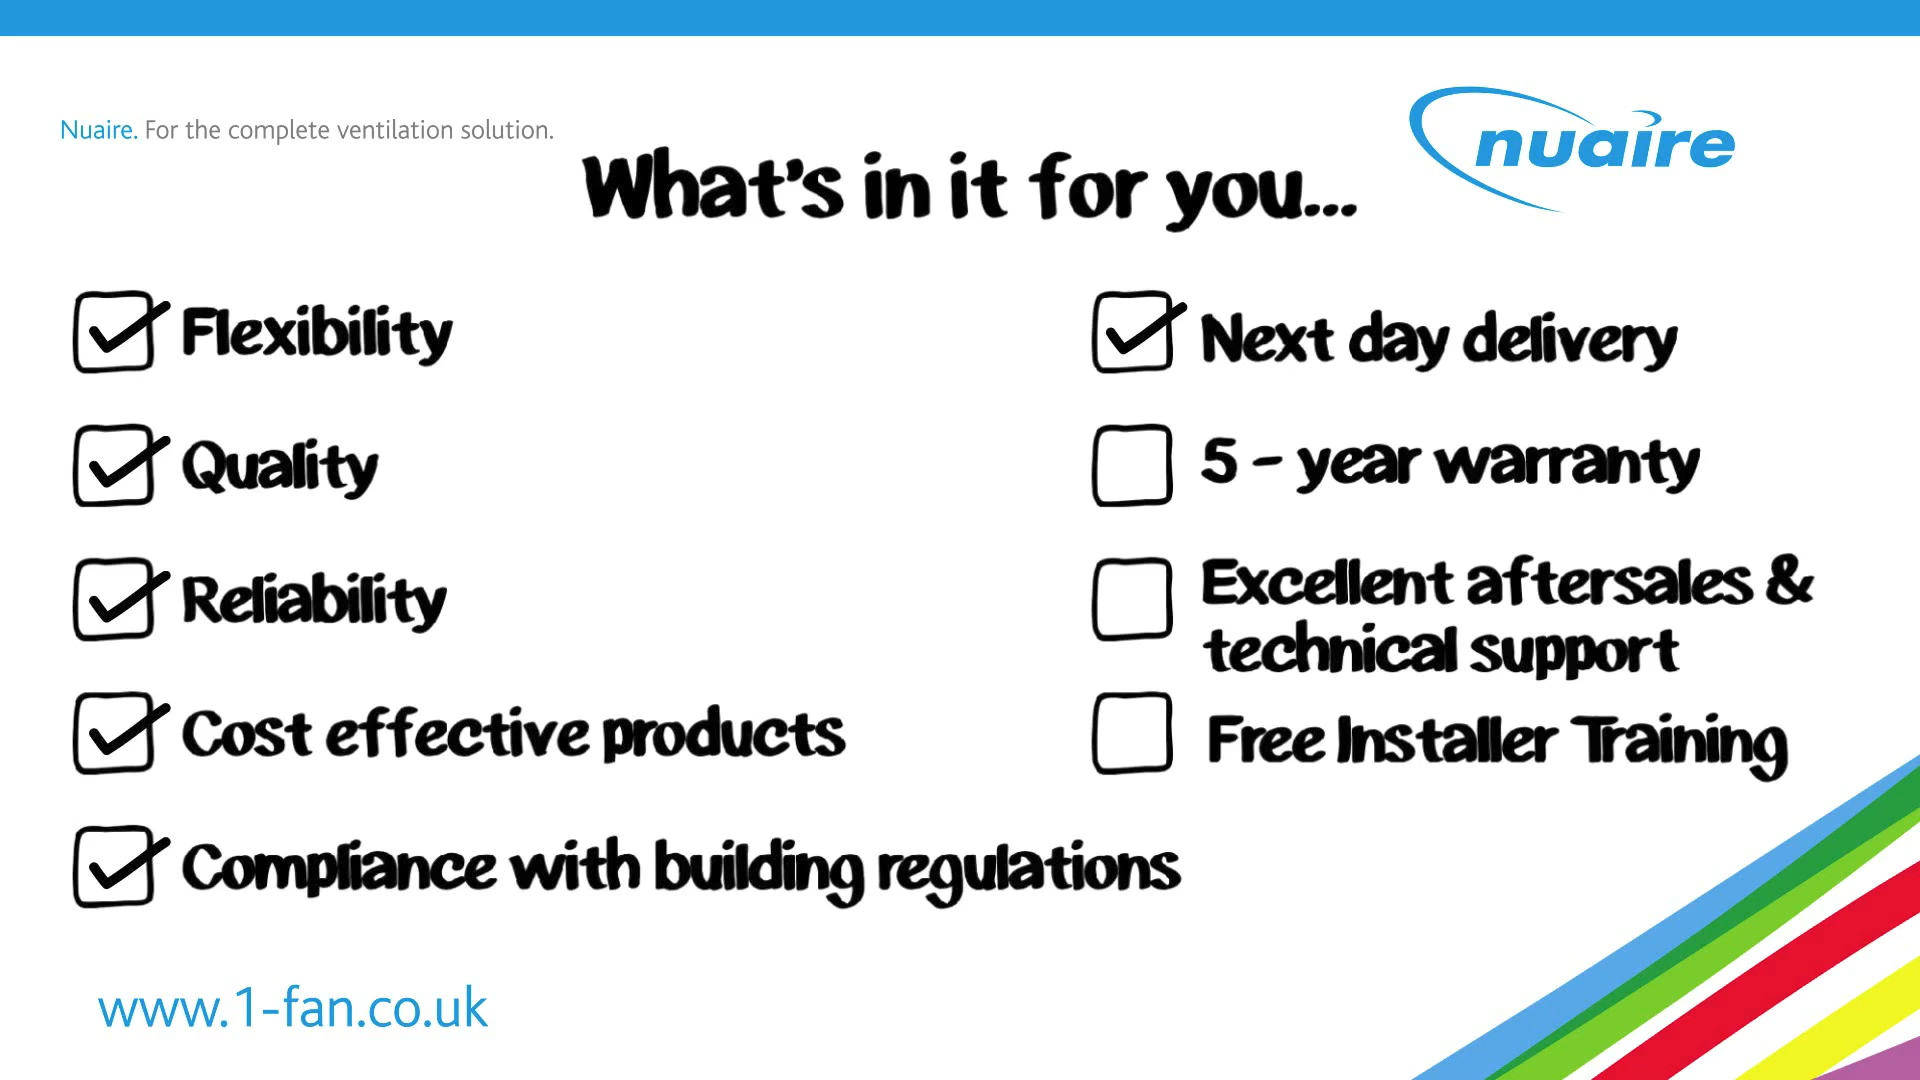 Nuaire. For the complete ventilation solution.
nuaire
What's in it for you...
Flexibility
Quality
Reliability
Cost effective products
Compliance with building regulations
Next day delivery
5 - year warranty
Excellent aftersales &
technical support
Free Installer Training
www.1-fan.co.uk